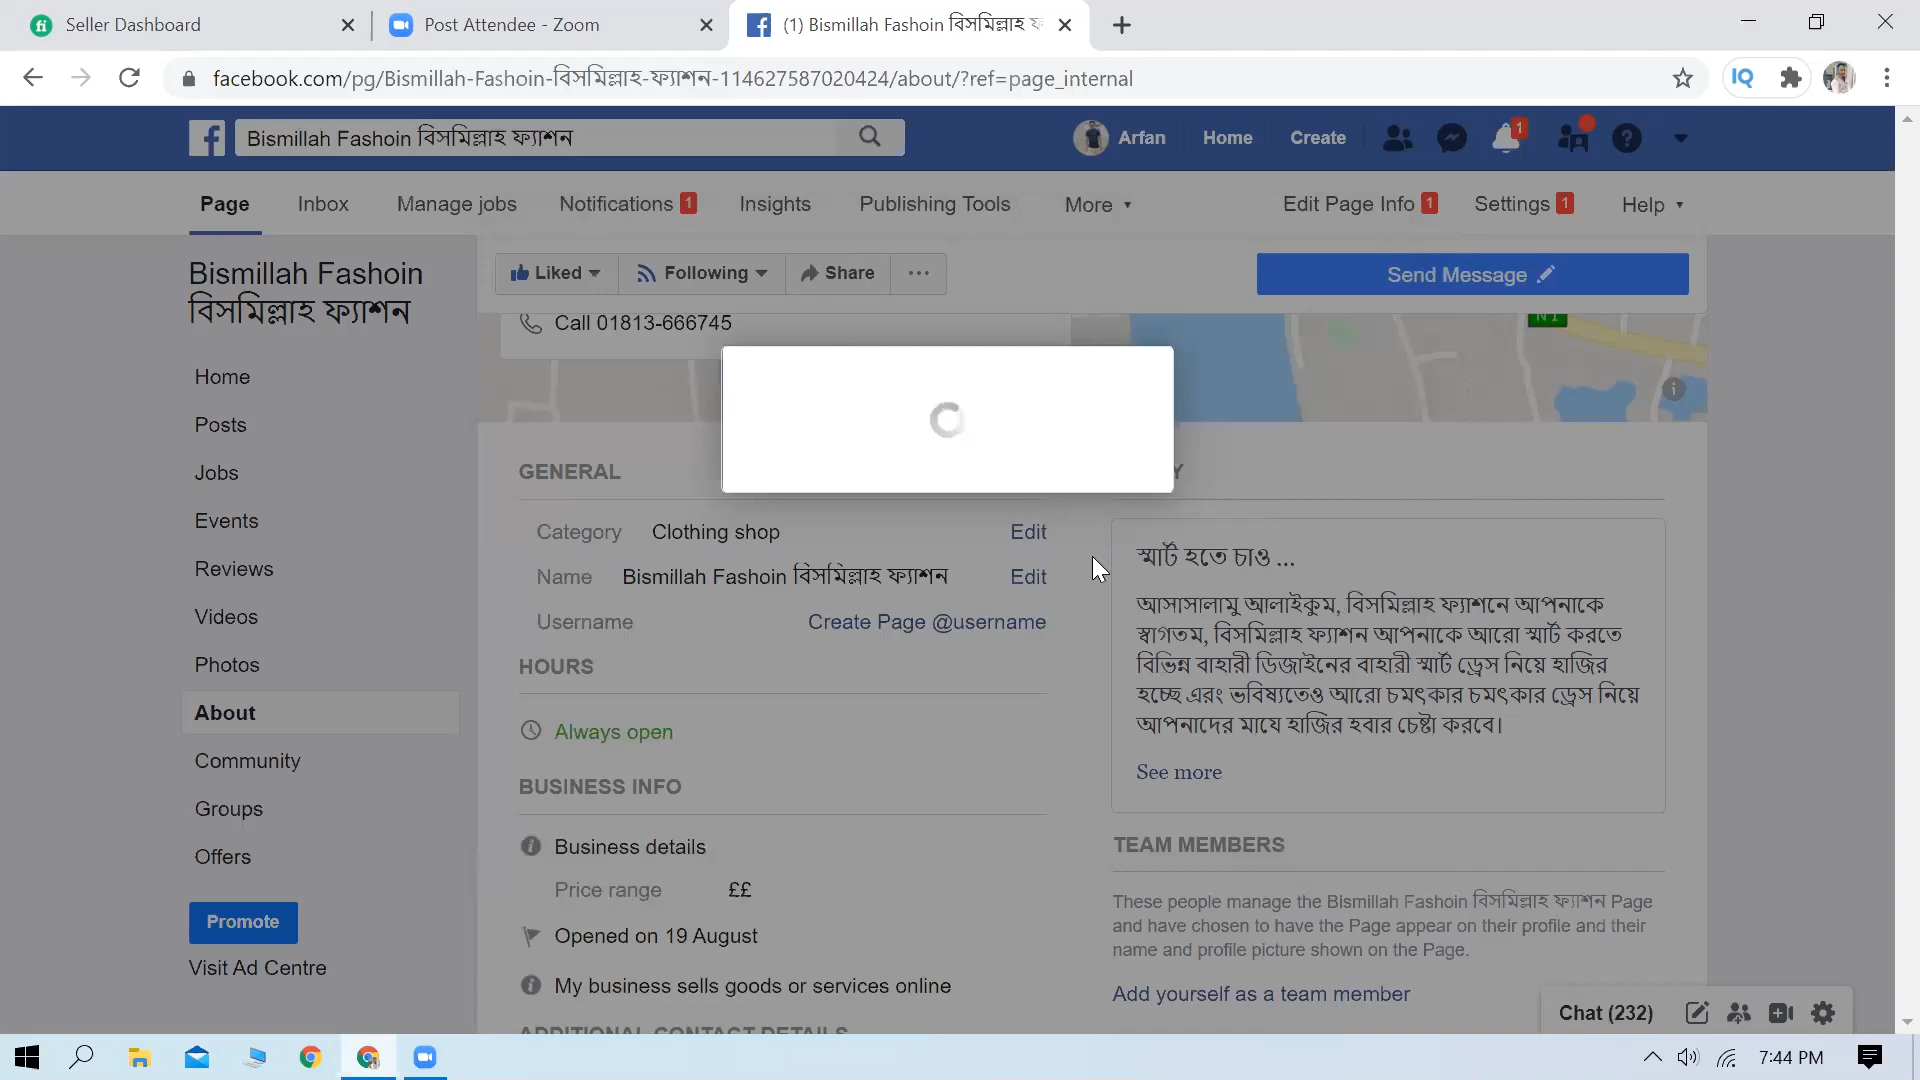 Seller Dashboard
Post Attendee - Zoom
(1) Bismillah Fashoin বিসমিল্লাহ ফ
facebook.com/pg/Bismillah-Fashoin-বিসমিল্লাহ-ফ্যাশন-114627587020424/about/?ref=page_internal
IQ
Bismillah Fashoin বিসমিল্লাহ ফ্যাশন
Arfan
Home
Create
1
Page
Inbox
Manage jobs
Notifications 1
Insights
Publishing Tools
More
Edit Page Info 1
Settings 1
Help
Bismillah Fashoin
বিসমিল্লাহ ফ্যাশন
Home
Posts
Jobs
Events
Reviews
Videos
Photos
About
Community
Groups
Offers
Promote
Visit Ad Centre
Liked
Following
Share
Send Message
Call 01813-666745
N1
GENERAL
Category Clothing shop Edit
Name Bismillah Fashoin বিসমিল্লাহ ফ্যাশন Edit
Username Create Page @username
HOURS
Always open
BUSINESS INFO
Business details
Price range ££
Opened on 19 August
My business sells goods or services online
ADDITIONAL CONTACT DETAILS
Y
স্মার্ট হতে চাও ...
আসাসালামু আলাইকুম, বিসমিল্লাহ ফ্যাশনে আপনাকে
স্বাগতম, বিসমিল্লাহ ফ্যাশন আপনাকে আরো স্মার্ট করতে
বিভিন্ন বাহারী ডিজাইনের বাহারী স্মার্ট ড্রেস নিয়ে হাজির
হচ্ছে এরং ভবিষ্যতেও আরো চমৎকার চমৎকার ড্রেস নিয়ে
আপনাদের মাযে হাজির হবার চেষ্টা করবে।
See more
TEAM MEMBERS
These people manage the Bismillah Fashoin বিসমিল্লাহ ফ্যাশন Page
and have chosen to have the Page appear on their profile and their
name and profile picture shown on the Page.
Add yourself as a team member
Chat (232)
7:44 PM